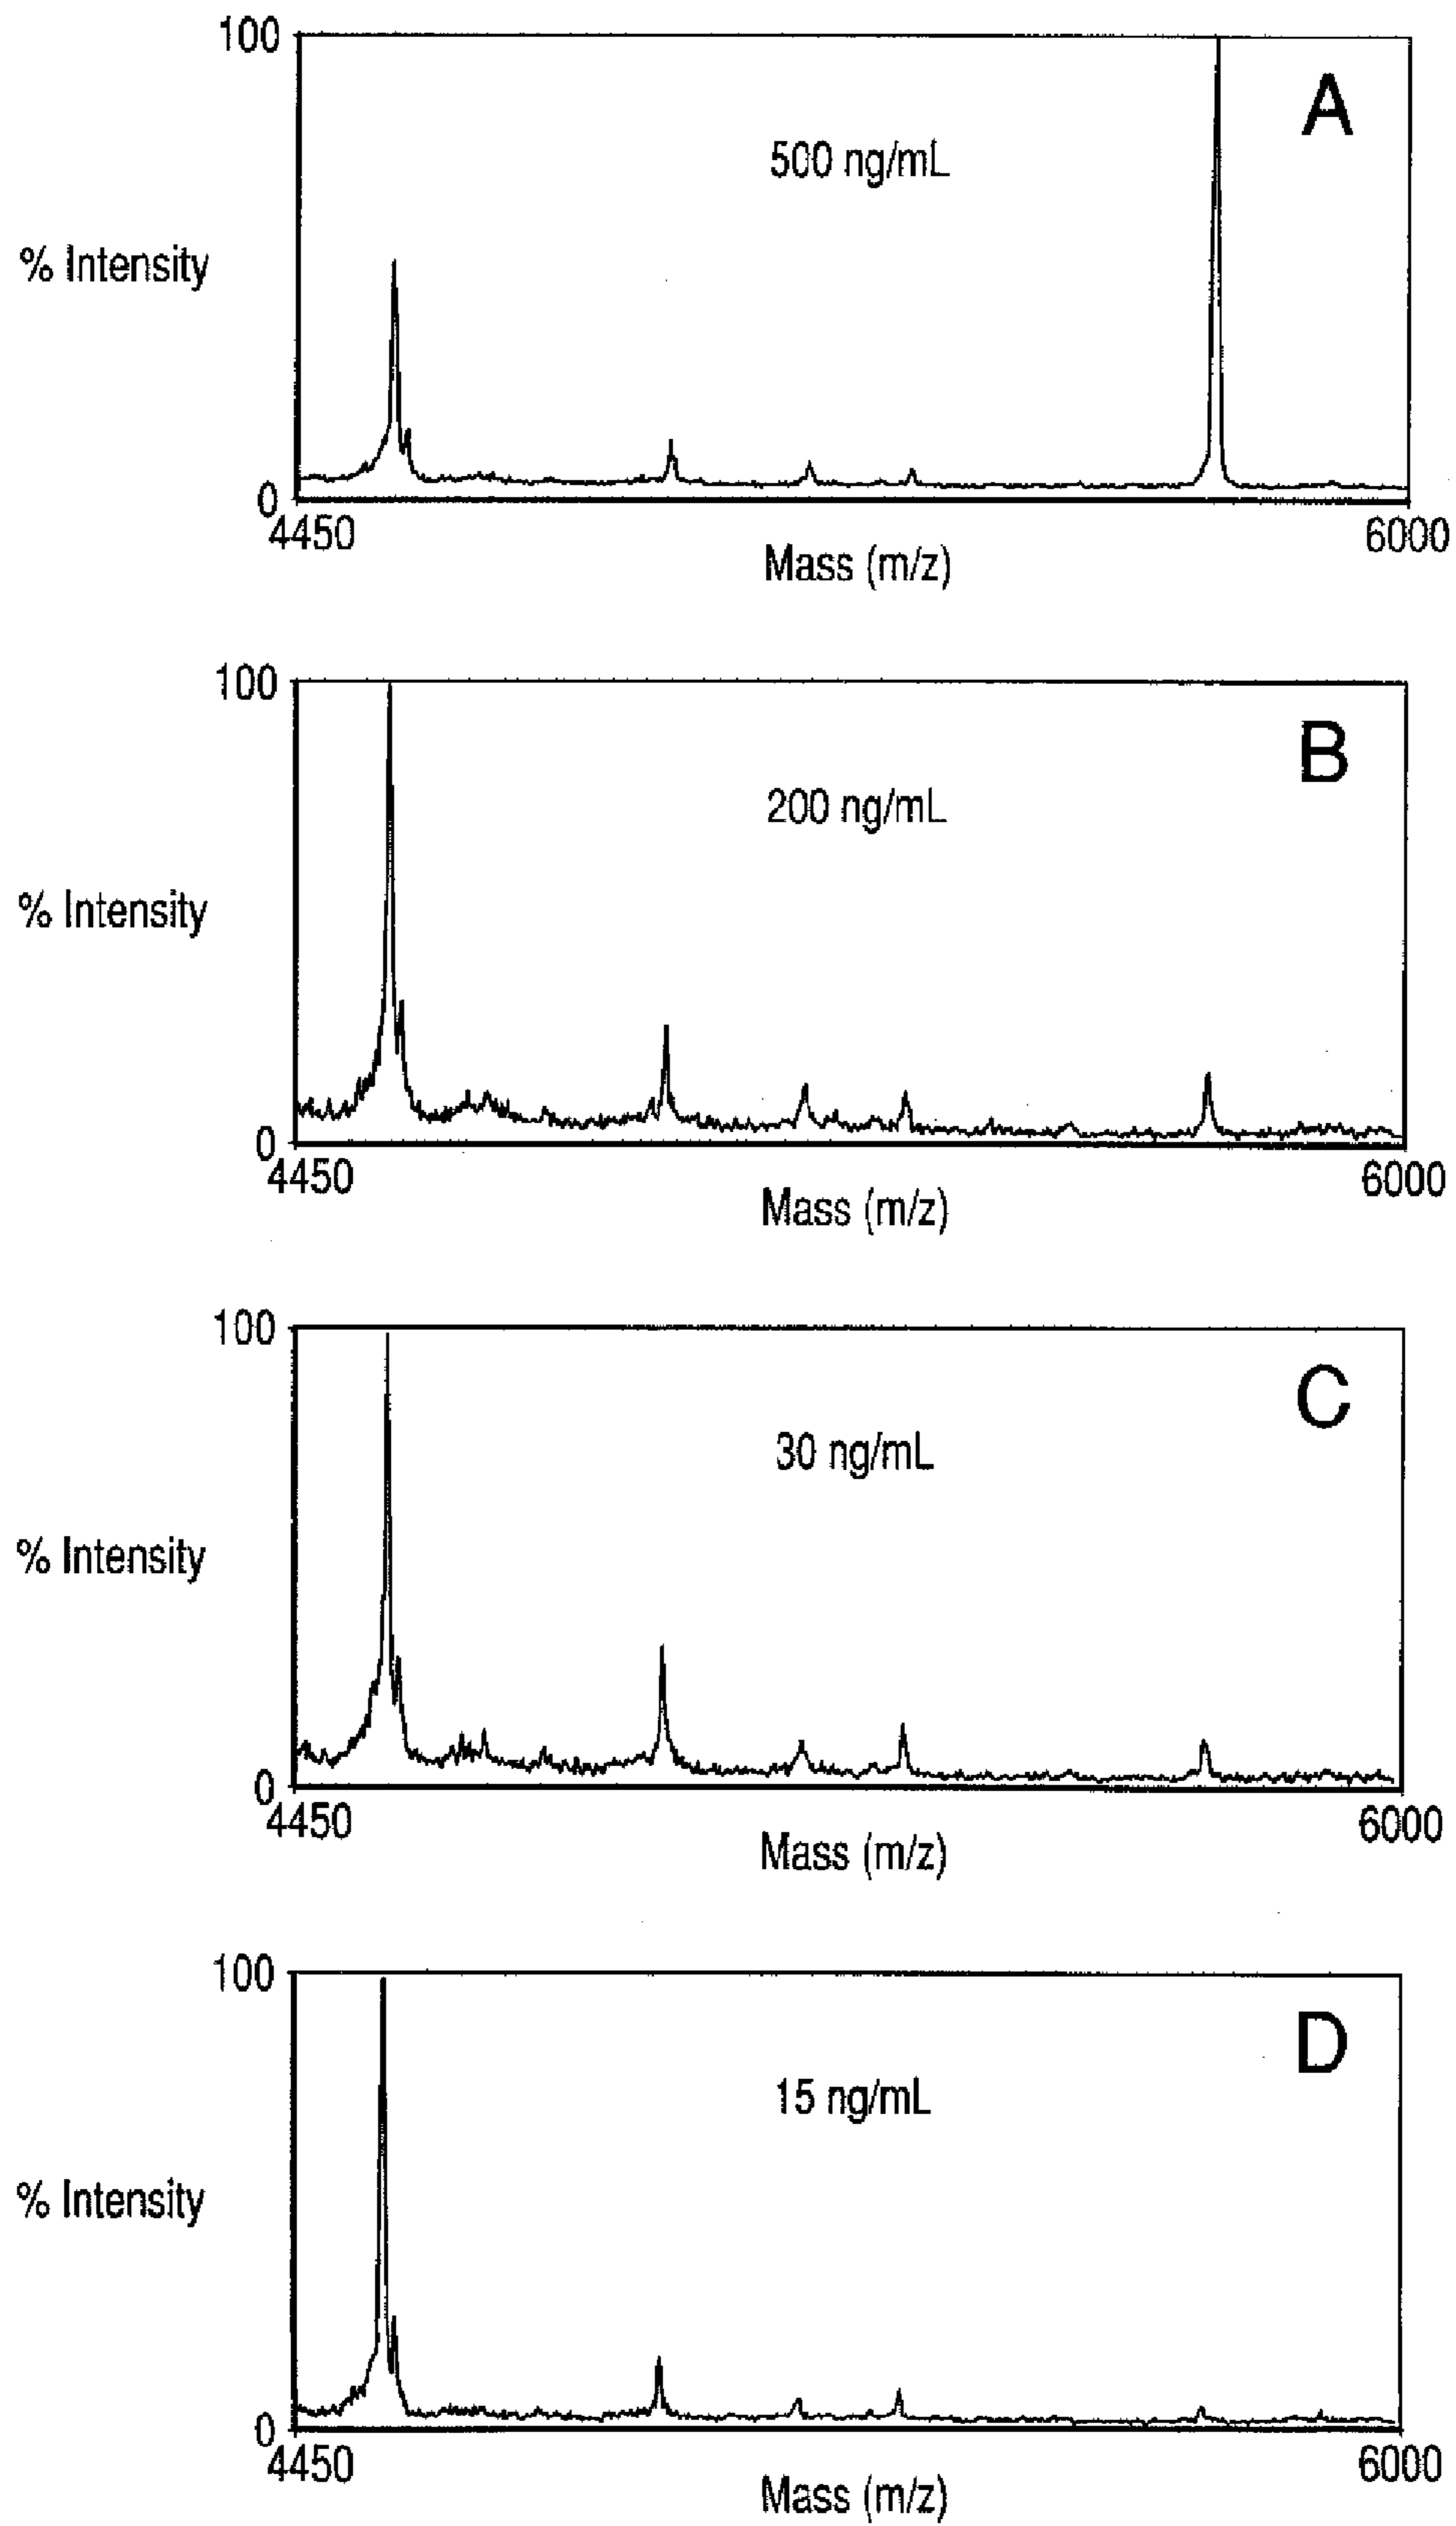 100
A
500 ng/mL
% Intensity
0
4450
6000
Mass (m/z)
100
B
200 ng/mL
% Intensity
0
4450
6000
Mass (m/z)
100
C
30 ng/mL
% Intensity
0
4450
6000
Mass (m/z)
100
D
15 ng/mL
% Intensity
0
4450
6000
Mass (m/z)